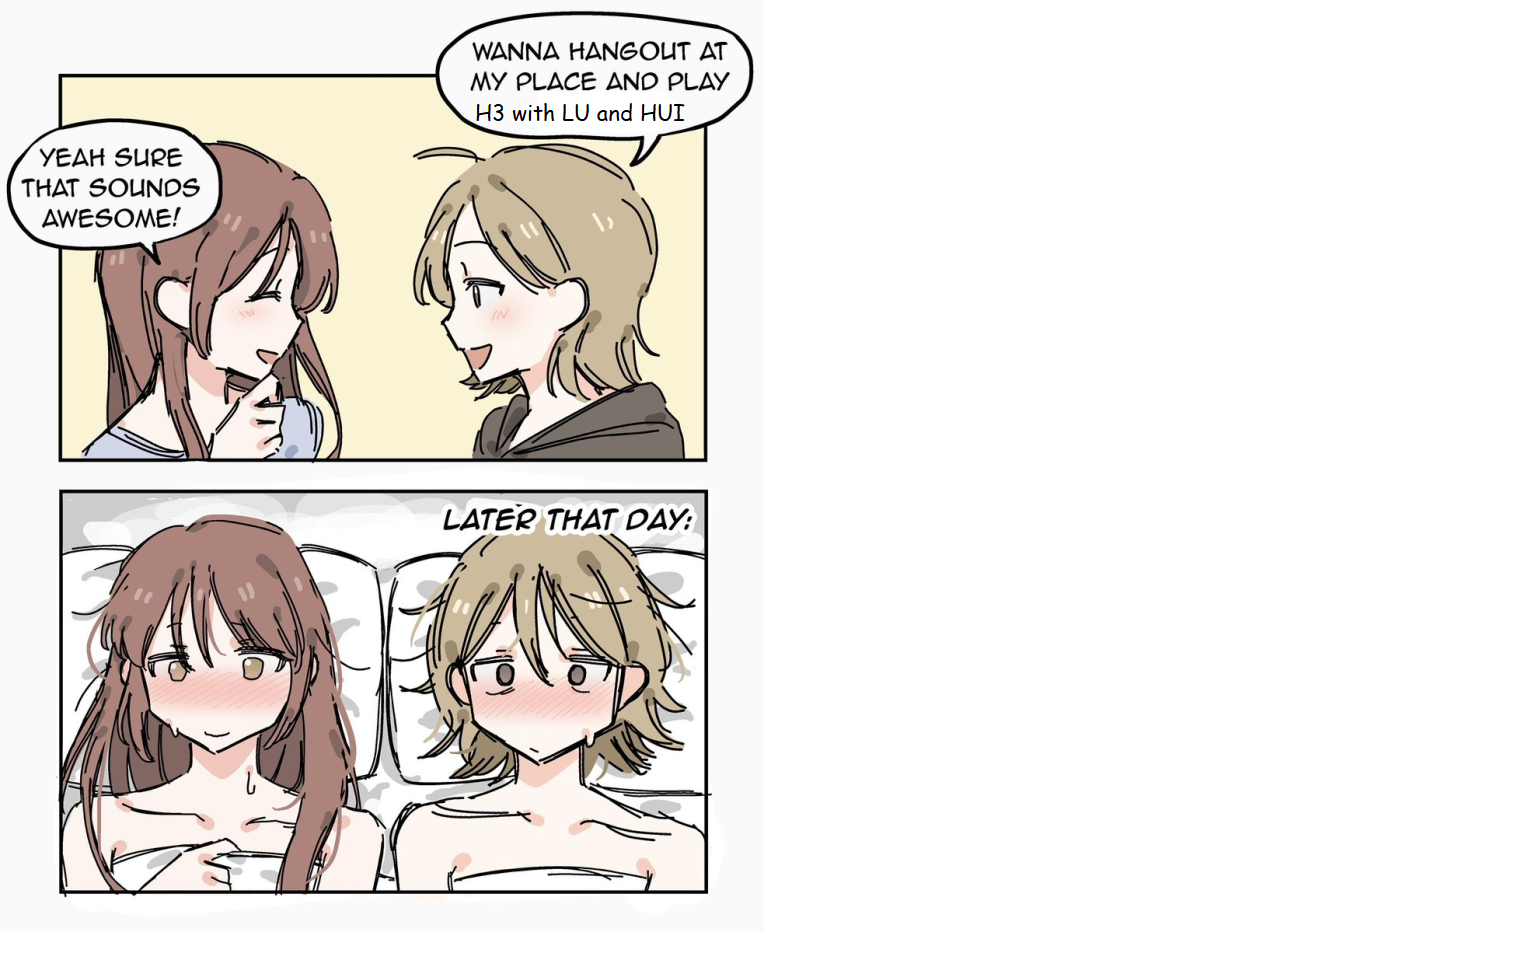 WANNA HANGOUT AT
MY PLACE AND PLAY
H3 with LU and HUI
YEAH SURE
THAT SOUNDS
AWESOME!
LATER THAT DAY: